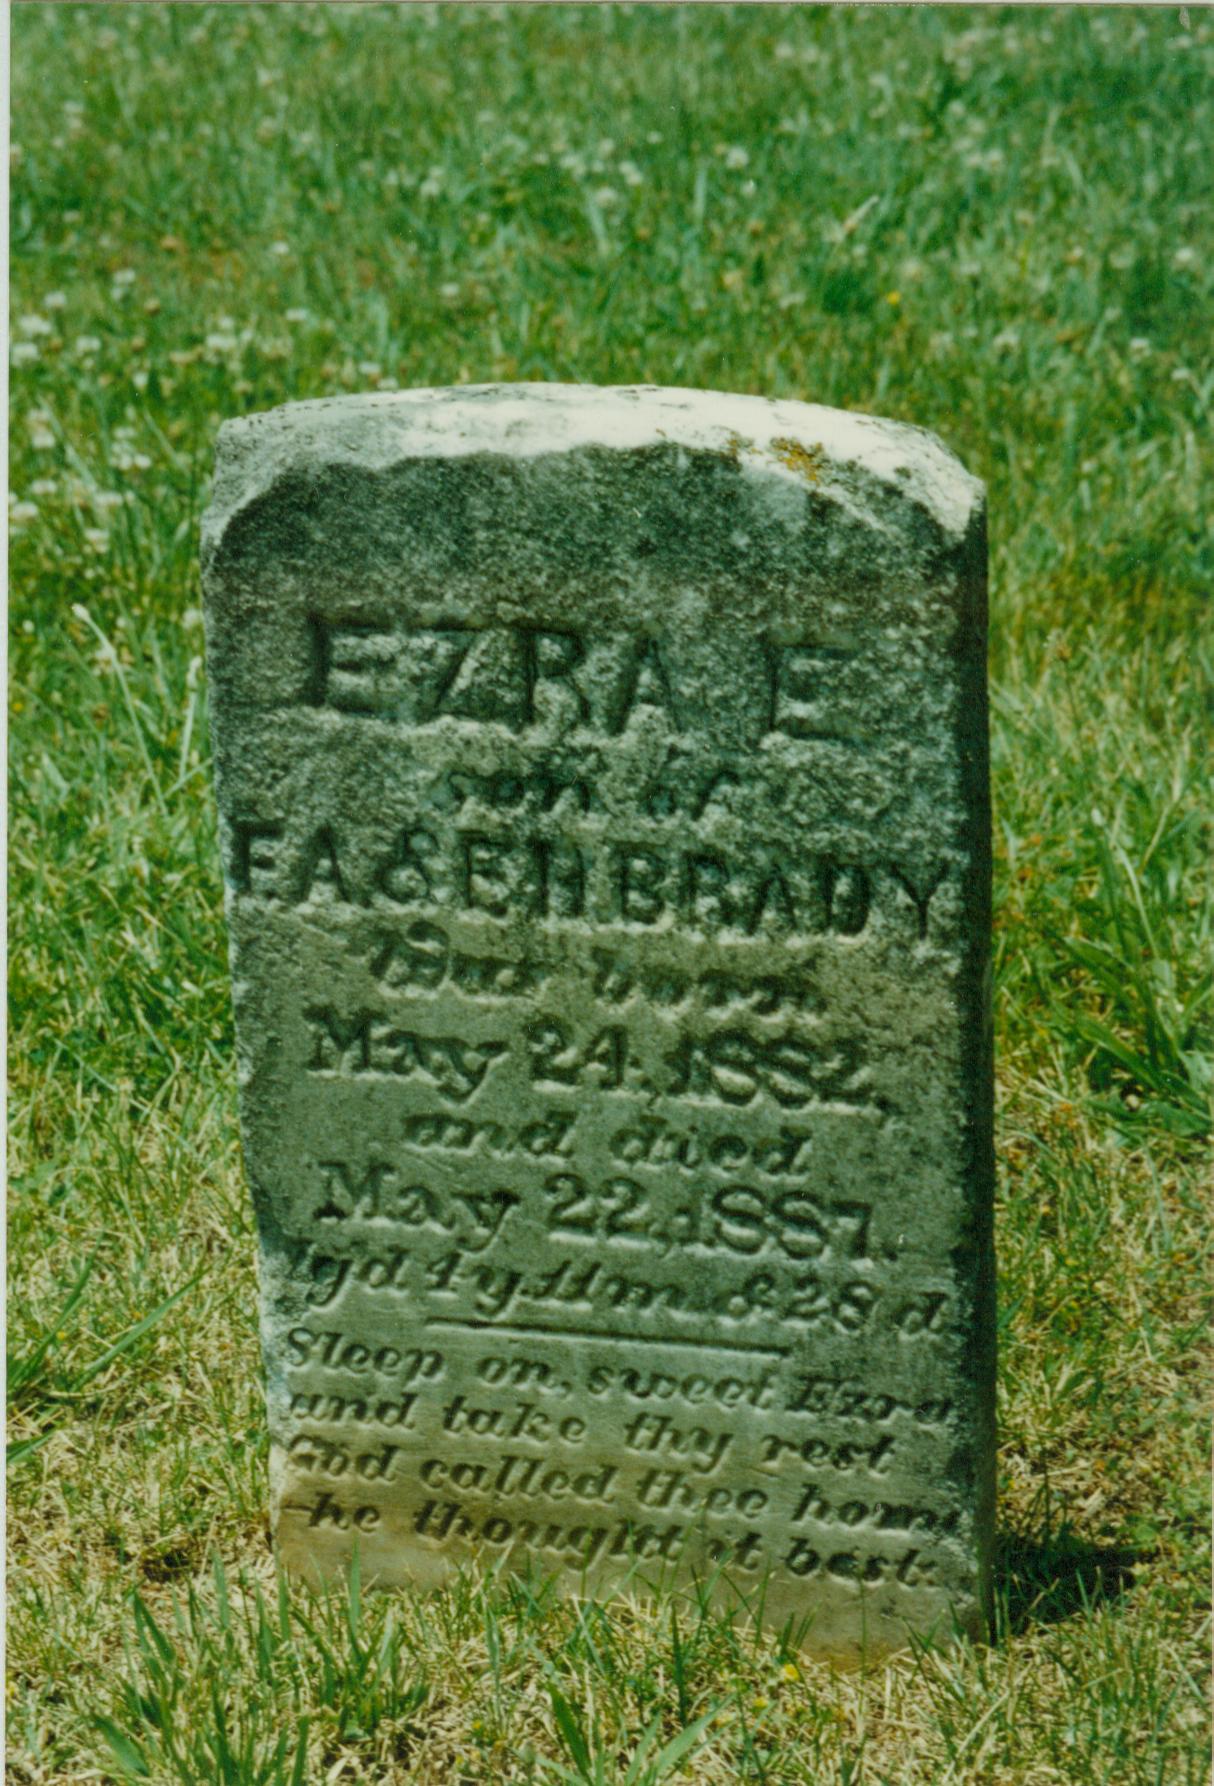 EZRA E
son of
F.A. & E H BRADY
Was born
May 24, 1882,
and died
May 22, 1887.
Ag'd 4 y. 11 m. & 28 d.
Sleep on, sweet Ezra
and take thy rest
God called thee home
he thought it best.